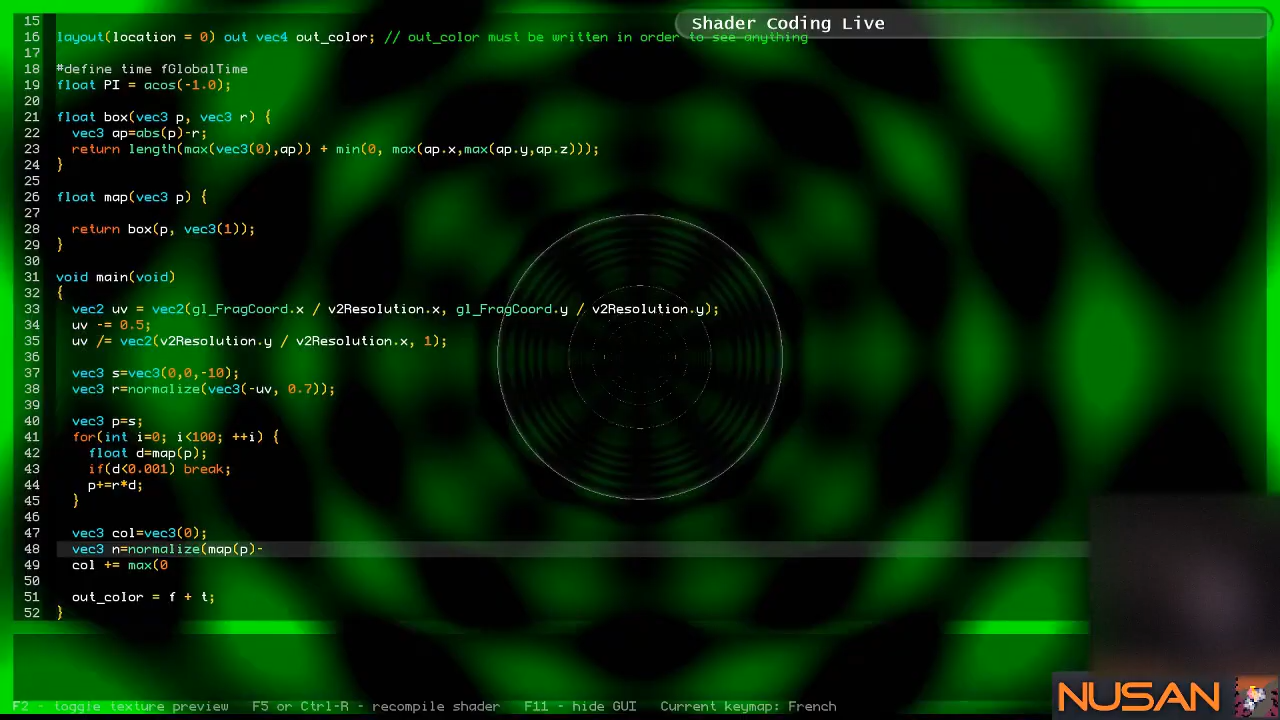 Shader Coding Live
15
16 layout(location = 0) out vec4 out_color; // out_color must be written in order to see anything
17
18 #define time fGlobalTime
19 float PI = acos(-1.0);
20
21 float box(vec3 p, vec3 r) {
22 vec3 ap=abs(p)-r;
23 return length(max(vec3(0),ap)) + min(0, max(ap.x,max(ap.y,ap.z)));
24 }
25
26 float map(vec3 p) {
27
28 return box(p, vec3(1));
29 }
30
31 void main(void)
32 {
33 vec2 uv = vec2(gl_FragCoord.x / v2Resolution.x, gl_FragCoord.y / v2Resolution.y);
34 uv -= 0.5;
35 uv /= vec2(v2Resolution.y / v2Resolution.x, 1);
36
37 vec3 s=vec3(0,0,-10);
38 vec3 r=normalize(vec3(-uv, 0.7));
39
40 vec3 p=s;
41 for(int i=0; i<100; ++i) {
42 float d=map(p);
43 if(d<0.001) break;
44 p+=r*d;
45 }
46
47 vec3 col=vec3(0);
48 vec3 n=normalize(map(p)-
49 col += max(0
50
51 out_color = f + t;
52 }
F2 - toggle texture preview F5 or Ctrl-R - recompile shader F11 - hide GUI Current keymap: French
NUSAN